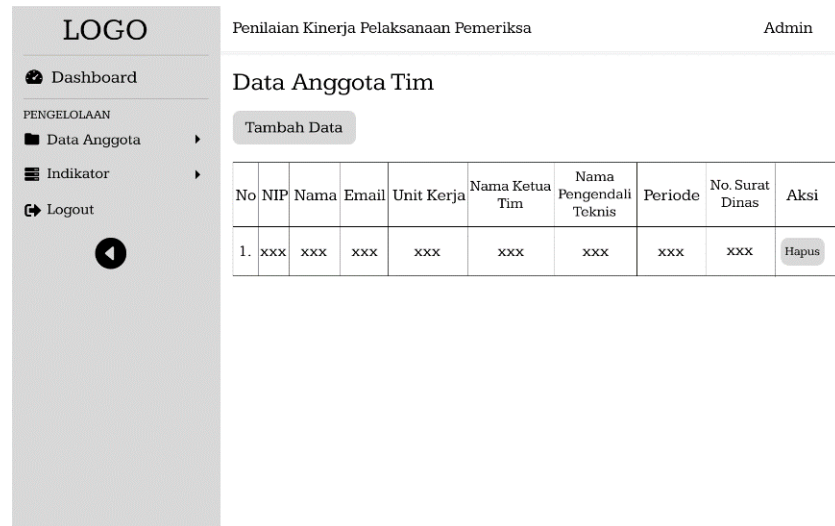 LOGO
Dashboard
PENGELOLAAN
Data Anggota
Indikator
Logout
Penilaian Kinerja Pelaksanaan Pemeriksa
Admin
Data Anggota Tim
Tambah Data
No NIP Nama Email Unit Kerja Nama Ketua Tim Nama Pengendali Teknis Periode No. Surat Dinas Aksi
1. xxx xxx xxx xxx xxx xxx xxx xxx Hapus